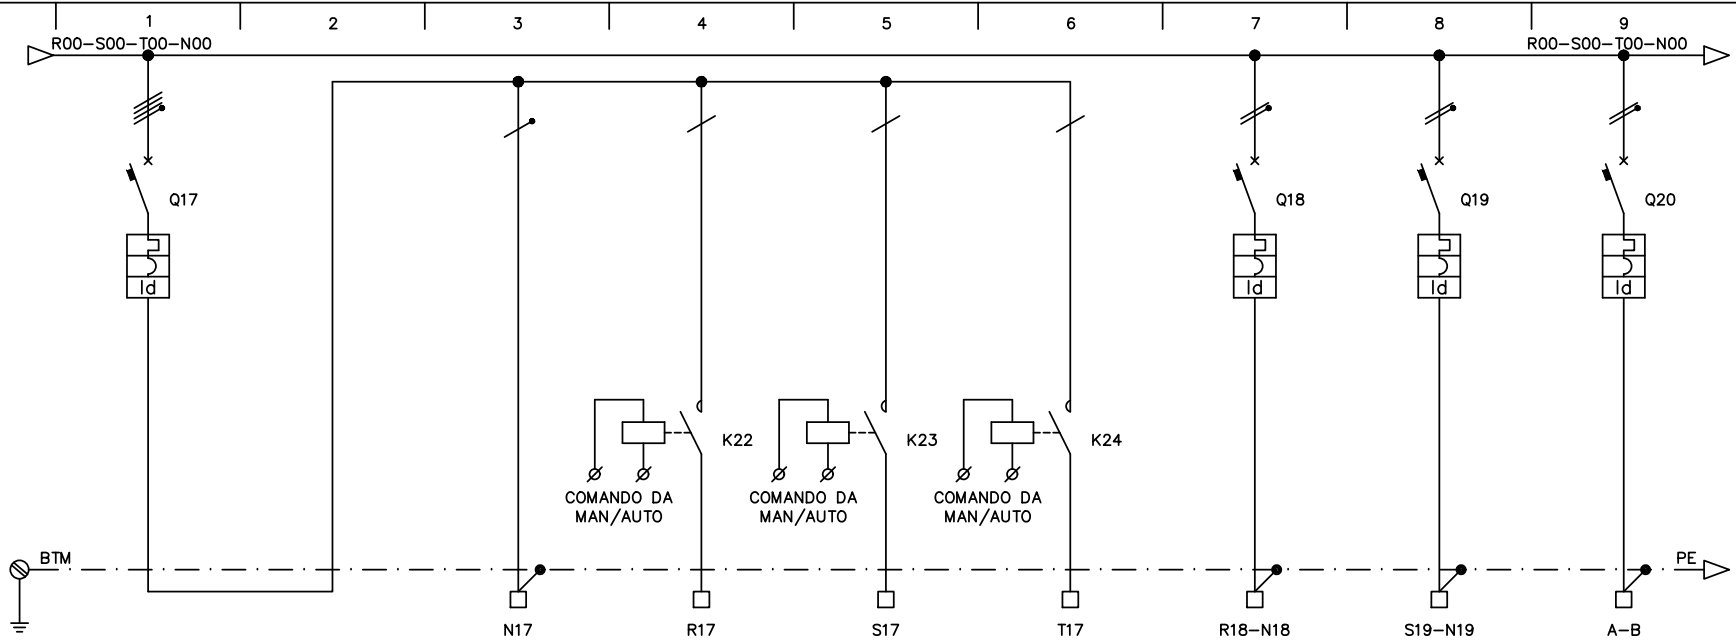 1 2 3 4 5 6 7 8 9
R00-S00-T00-N00 R00-S00-T00-N00
Q17 Q18 Q19 Q20
Id Id Id Id
K22 K23 K24
COMANDO DA
MAN/AUTO
COMANDO DA
MAN/AUTO
COMANDO DA
MAN/AUTO
BTM PE
N17 R17 S17 T17 R18-N18 S19-N19 A-B